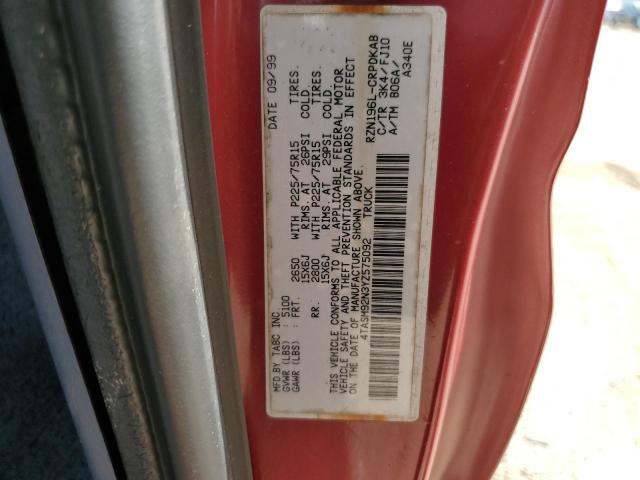 MFD.BY TABC INC. DATE 09/99
GVWR (LBS) : 5100
GAWR (LBS) : FRT. 2650 WITH P225/75R15 TIRES.
15X6J RIMS. AT 26PSI COLD.
RR. 2800 WITH P225/75R15 TIRES.
15X6J RIMS. AT 29PSI COLD.
THIS VEHICLE CONFORMS TO ALL APPLICABLE FEDERAL MOTOR
VEHICLE SAFETY AND THEFT PREVENTION STANDARDS IN EFFECT
ON THE DATE OF MANUFACTURE SHOWN ABOVE.
4TASM92N3YZ575092 TRUCK
RZN196L-CRPDKAB
C/TR 3K4/FJ10
A/TM B06A/
A340E